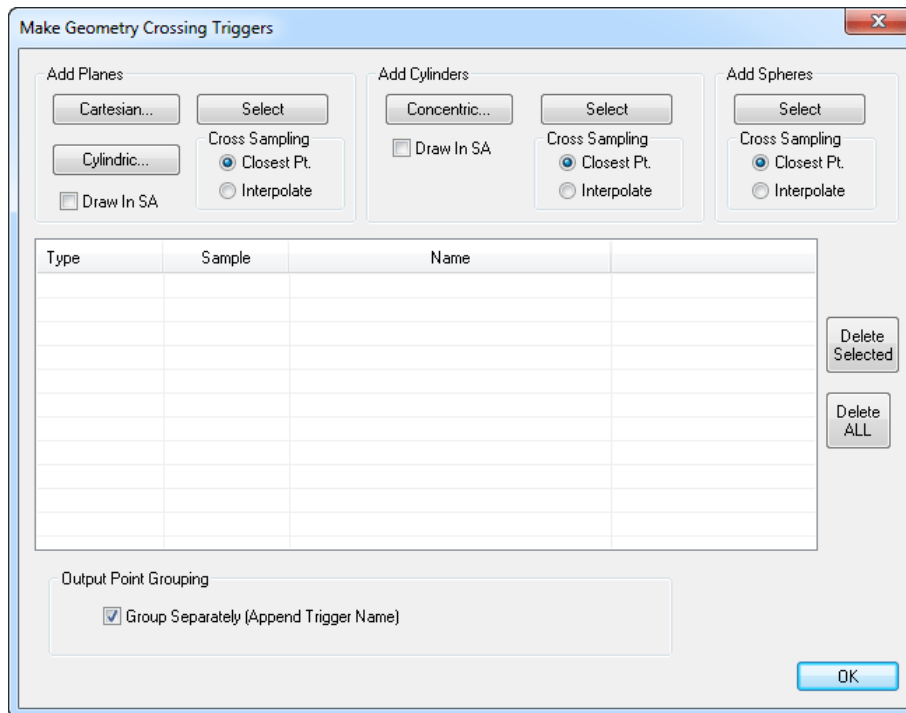 Make Geometry Crossing Triggers
Add Planes
Cartesian...
Select
Cylindric...
Cross Sampling
Closest Pt.
Interpolate
Draw In SA
Add Cylinders
Concentric...
Select
Draw In SA
Cross Sampling
Closest Pt.
Interpolate
Add Spheres
Select
Cross Sampling
Closest Pt.
Interpolate
Type Sample Name
Delete
Selected
Delete
ALL
Output Point Grouping
Group Separately (Append Trigger Name)
OK